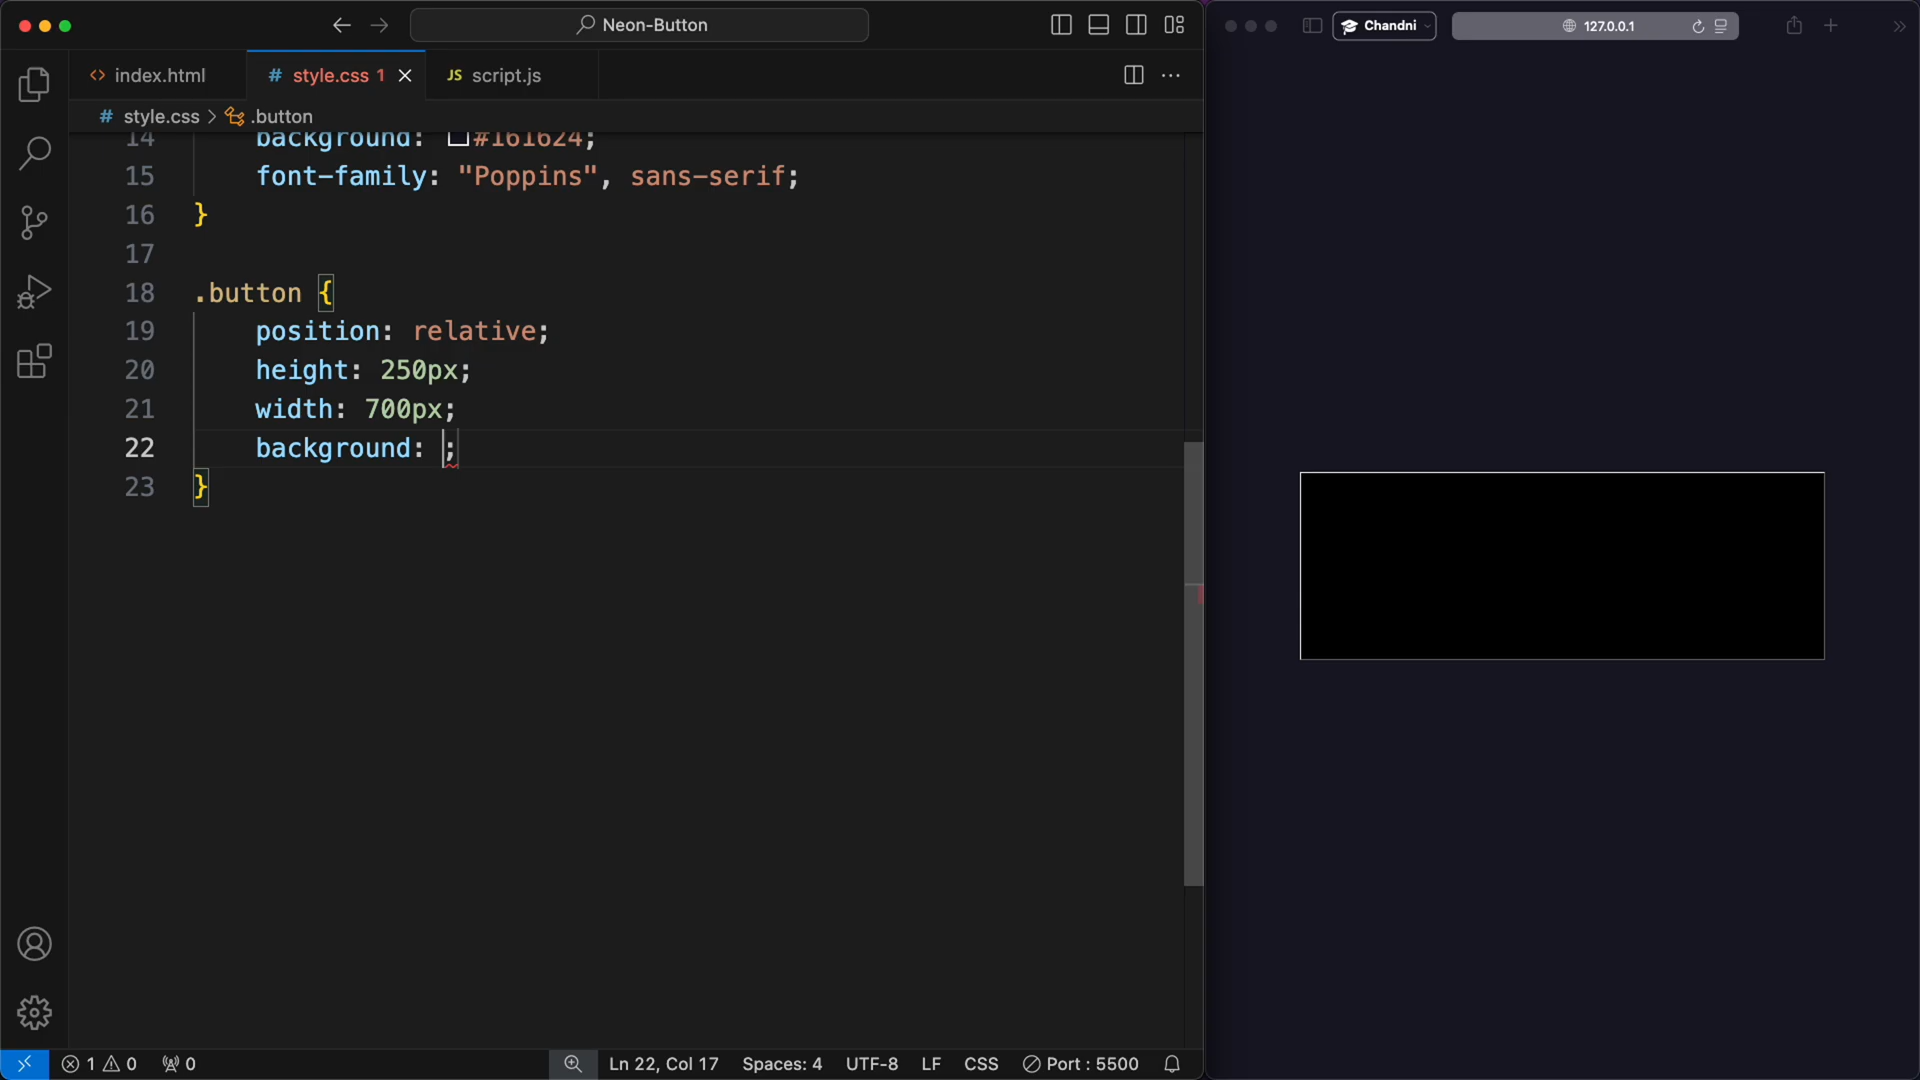 Neon-Button
Chandni
127.0.0.1
index.html
# style.css 1
JS script.js
# style.css > .button
14 background: #161624;
15 font-family: "Poppins", sans-serif;
16 }
17
18 .button {
19 position: relative;
20 height: 250px;
21 width: 700px;
22 background: ;
23 }
1 0 0
Ln 22, Col 17 Spaces: 4 UTF-8 LF CSS Port : 5500